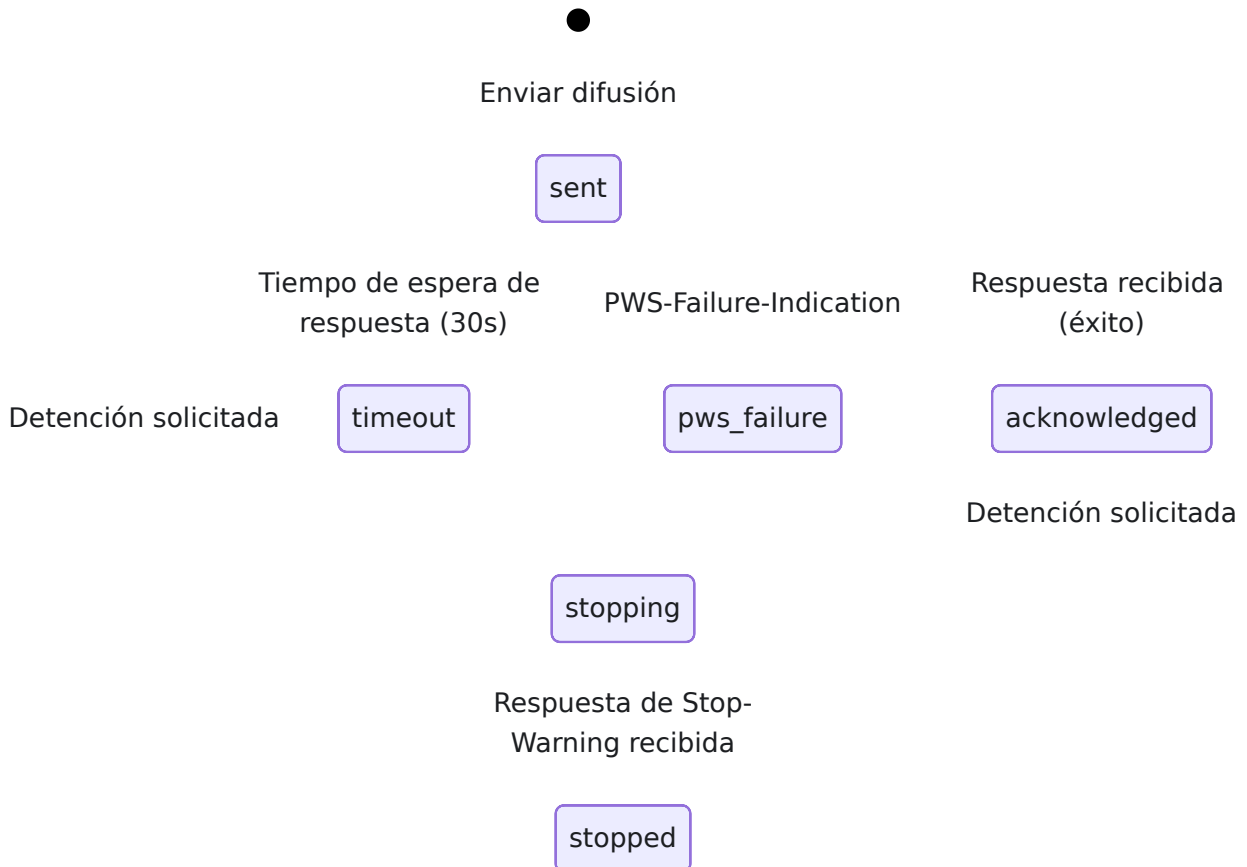 Enviar difusión
sent
Tiempo de espera de
respuesta (30s)
PWS-Failure-Indication
Respuesta recibida
(éxito)
Detención solicitada
timeout
pws_failure
acknowledged
Detención solicitada
stopping
Respuesta de Stop-
Warning recibida
stopped